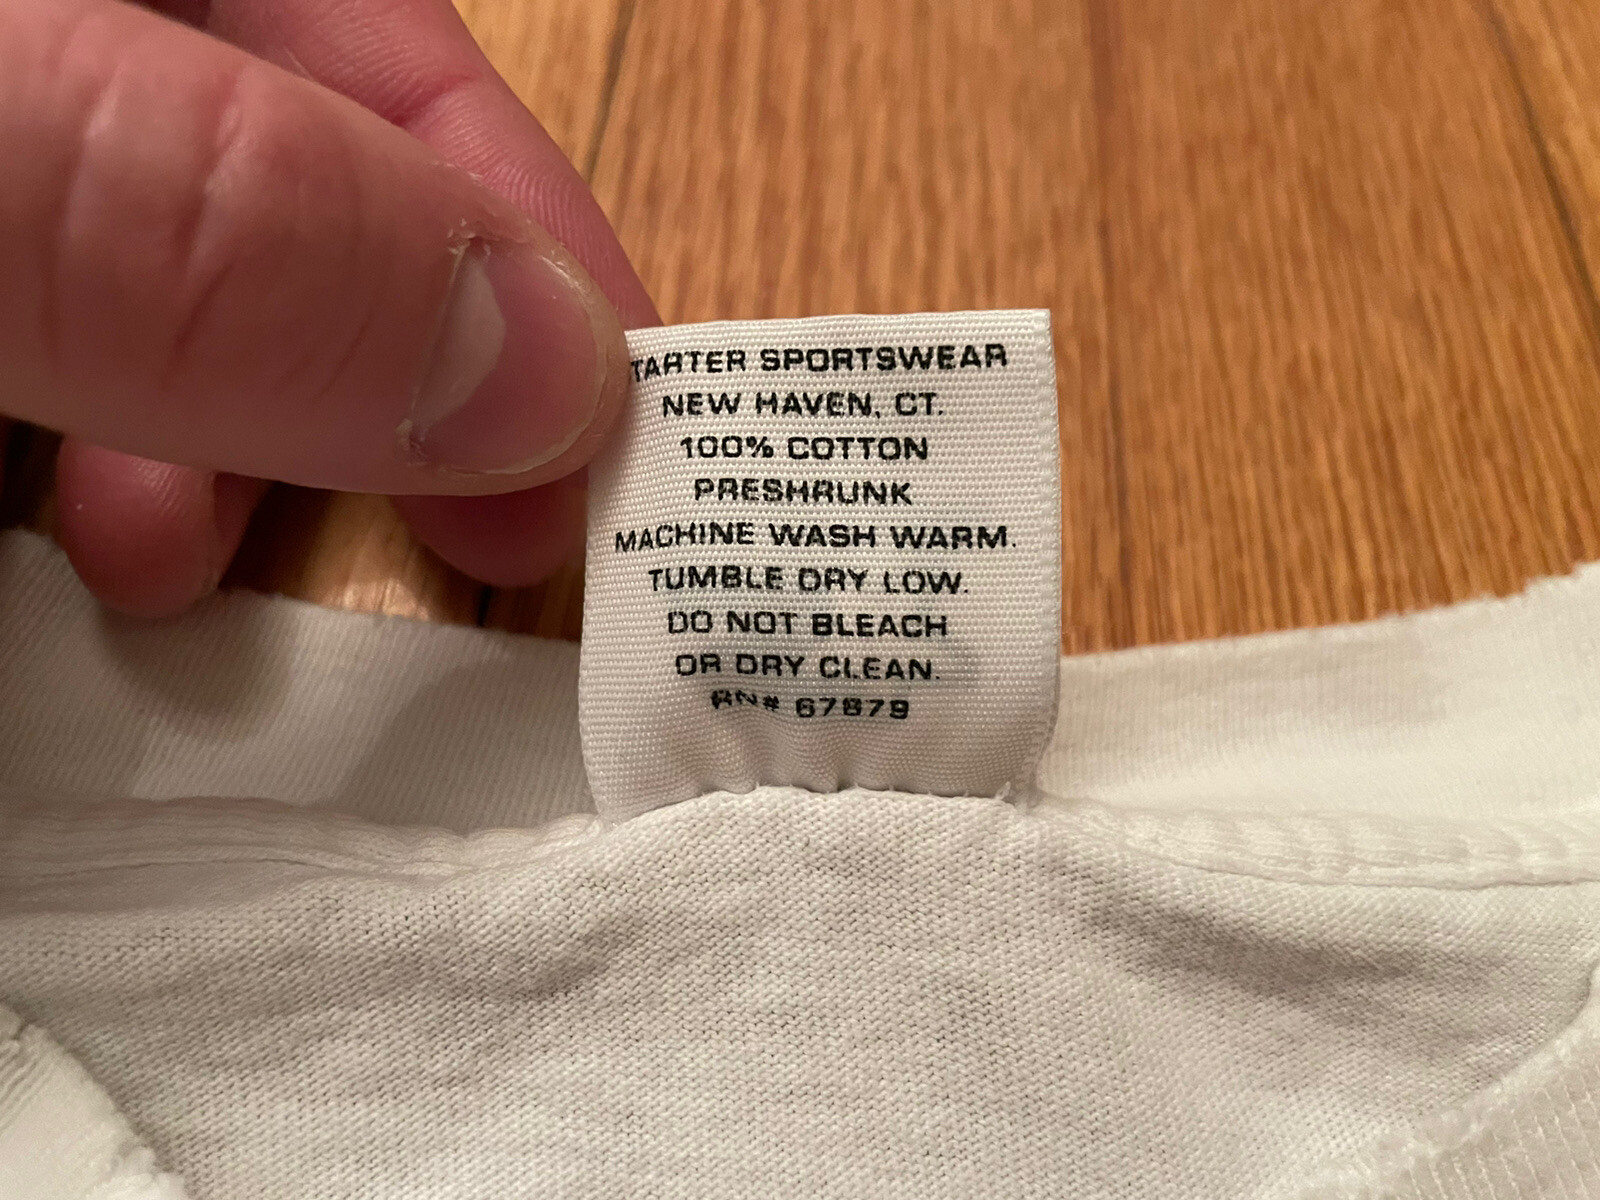 TARTER SPORTSWEAR
NEW HAVEN, CT.
100% COTTON
PRESHRUNK
MACHINE WASH WARM.
TUMBLE DRY LOW.
DO NOT BLEACH
OR DRY CLEAN.
RN# 67879